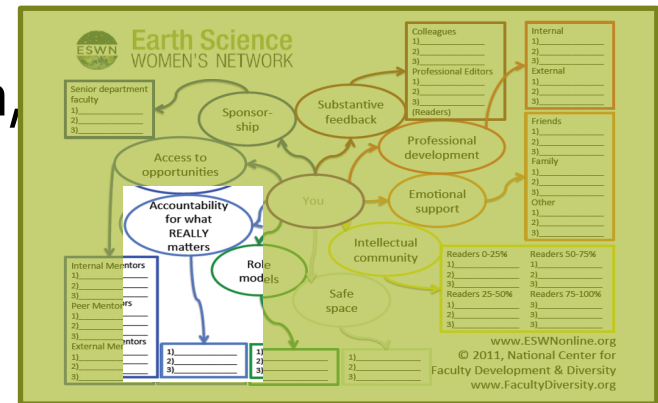 n,
ESWN
Earth Science
WOMEN'S NETWORK
Senior department
faculty
1)
2)
3)
Sponsor-
ship
Substantive
feedback
Colleagues
1)
2)
3)
Professional Editors
1)
2)
3)
(Readers)
Internal
1)
2)
3)
External
1)
2)
3)
Access to
opportunities
Professional
development
You
Emotional
support
Friends
1)
2)
3)
Family
1)
2)
3)
Other
1)
2)
3)
Accountability
for what
REALLY
matters
Role
models
Intellectual
community
Safe
space
Internal Mentors
1)
2)
3)
Peer Mentors
1)
2)
3)
External Mentors
1)
2)
3)
1)
2)
3)
1)
2)
3)
1)
2)
3)
Readers 0-25%
1)
2)
3)
Readers 25-50%
1)
2)
3)
Readers 50-75%
1)
2)
3)
Readers 75-100%
1)
2)
3)
www.ESWNonline.org
© 2011, National Center for
Faculty Development & Diversity
www.FacultyDiversity.org